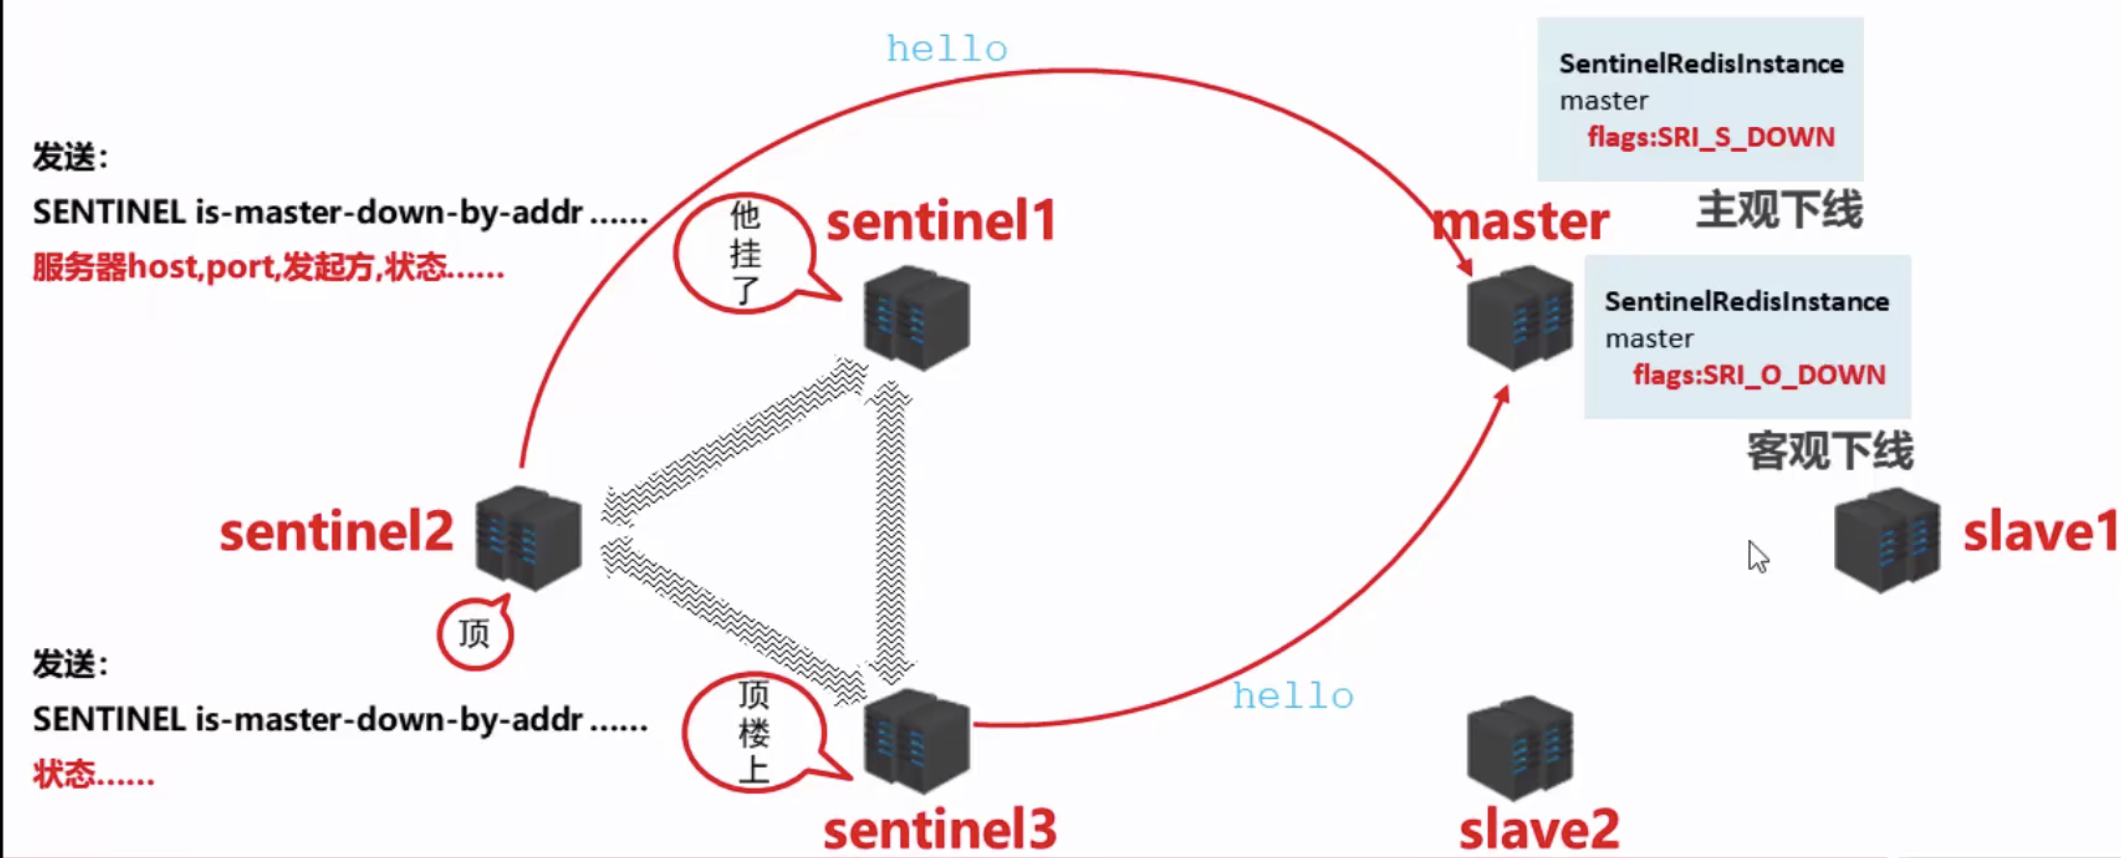 hello
SentinelRedisInstance
master
flags:SRI_S_DOWN
主观下线
发送：
SENTINEL is-master-down-by-addr ......
服务器host,port,发起方,状态......
他
挂
了
sentinel1
master
SentinelRedisInstance
master
flags:SRI_O_DOWN
客观下线
sentinel2
slave1
顶
发送：
SENTINEL is-master-down-by-addr ......
状态......
顶
楼
上
hello
sentinel3
slave2